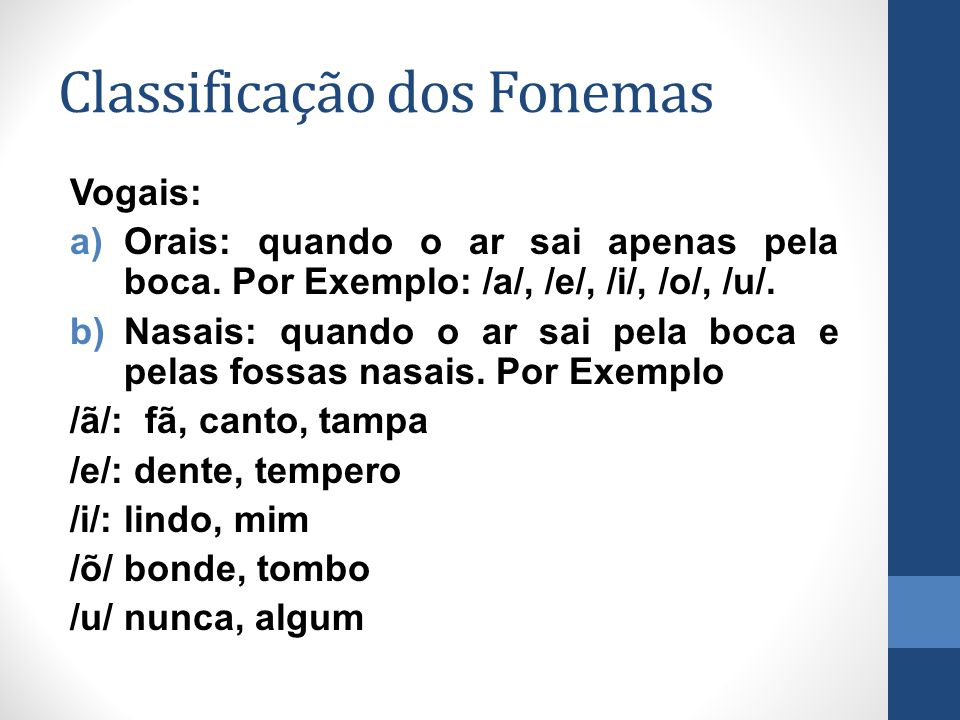 Classificação dos Fonemas
Vogais:
a) Orais: quando o ar sai apenas pela
boca. Por Exemplo: /a/, /e/, /i/, /o/, /u/.
b) Nasais: quando o ar sai pela boca e
pelas fossas nasais. Por Exemplo
/ã/: fã, canto, tampa
/e/: dente, tempero
/i/: lindo, mim
/õ/ bonde, tombo
/u/ nunca, algum